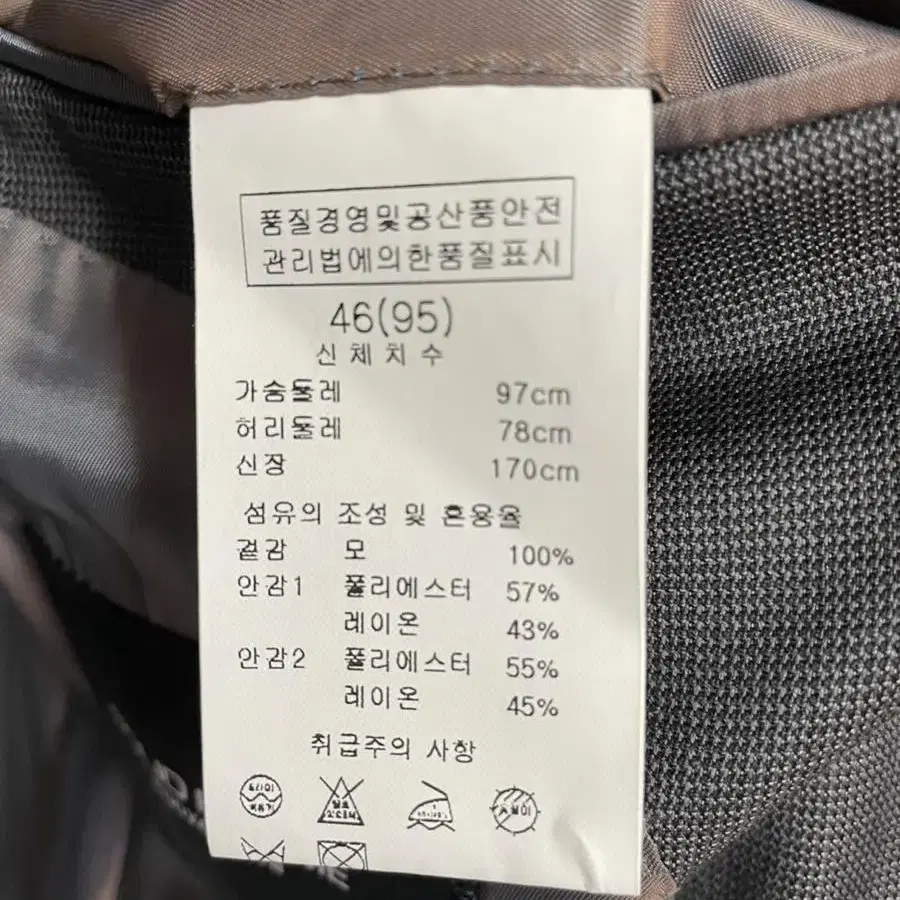 품질경영및공산품안전
관리법에의한품질표시
46(95)
신체치수
가슴둘레 97cm
허리둘레 78cm
신장 170cm
섬유의 조성 및 혼용율
겉감 모 100%
안감1 폴리에스터 57%
레이온 43%
안감2 폴리에스터 55%
레이온 45%
취급주의 사항
드라이